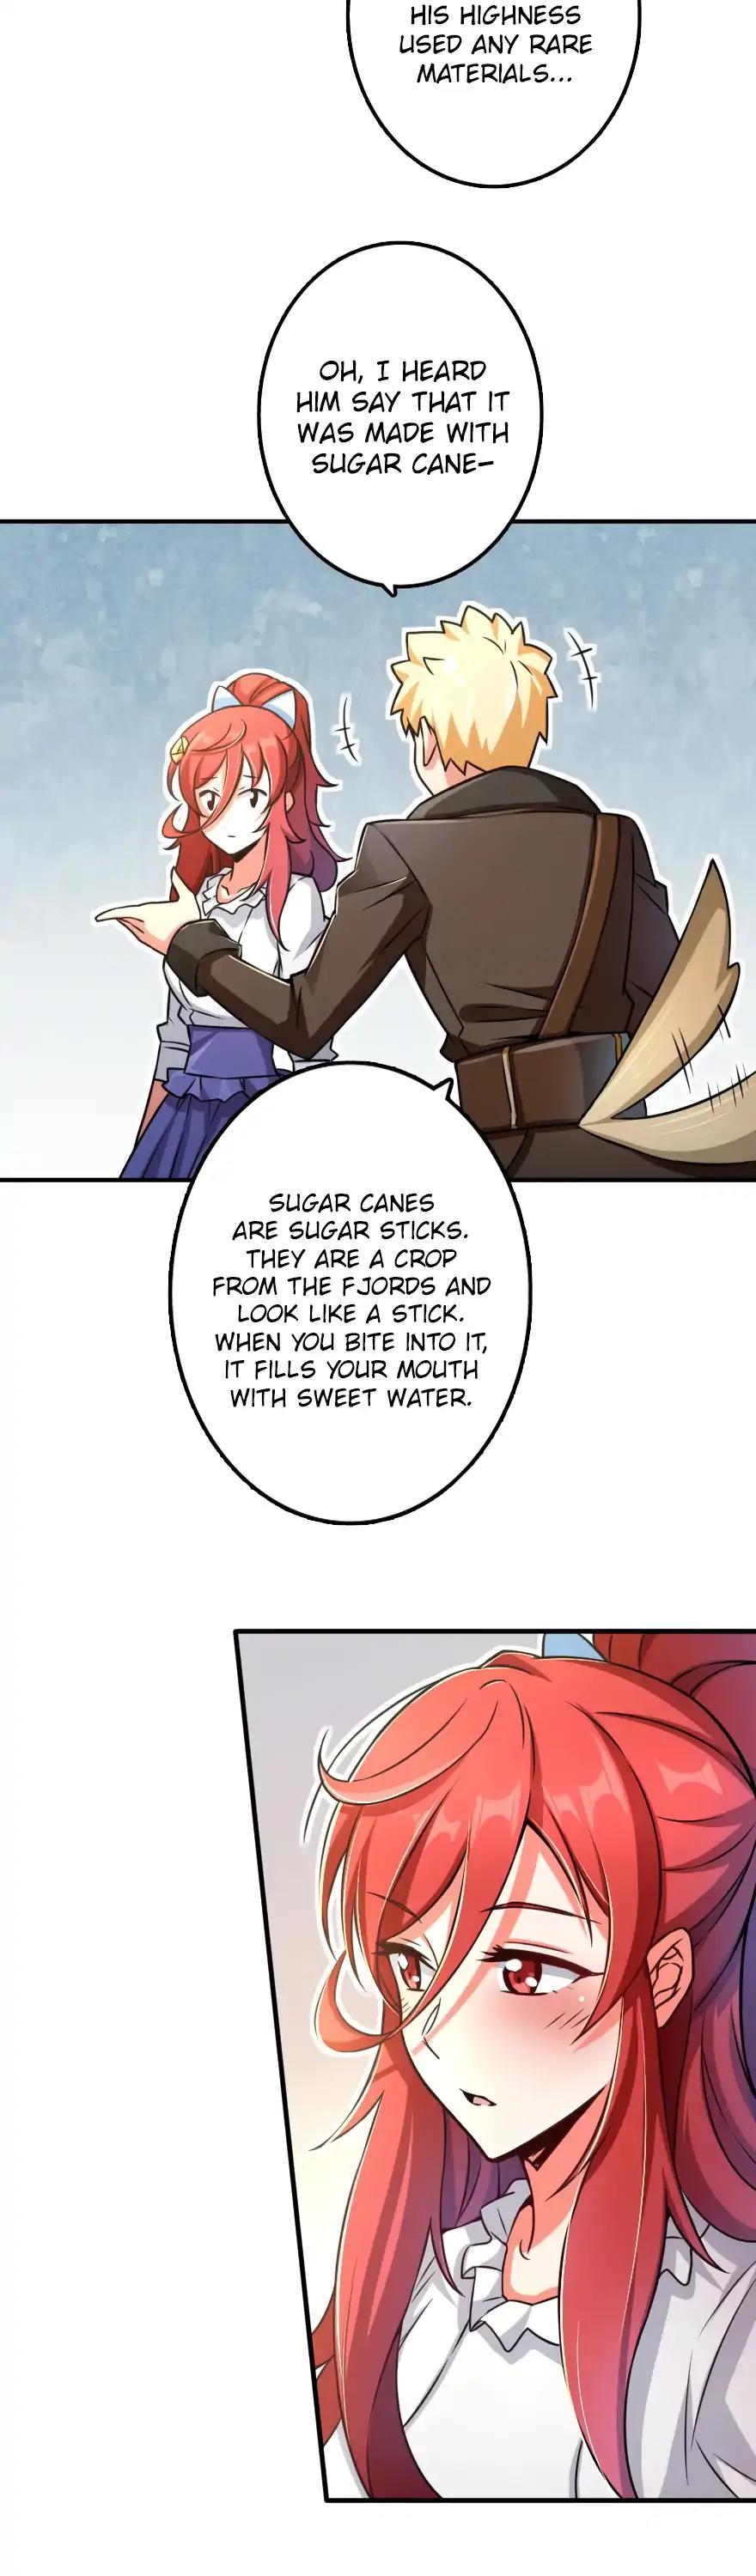 HIS HIGHNESS
USED ANY RARE
MATERIALS...
OH, I HEARD
HIM SAY THAT IT
WAS MADE WITH
SUGAR CANE-
SUGAR CANES
ARE SUGAR STICKS.
THEY ARE A CROP
FROM THE FJORDS AND
LOOK LIKE A STICK.
WHEN YOU BITE INTO IT,
IT FILLS YOUR MOUTH
WITH SWEET WATER.